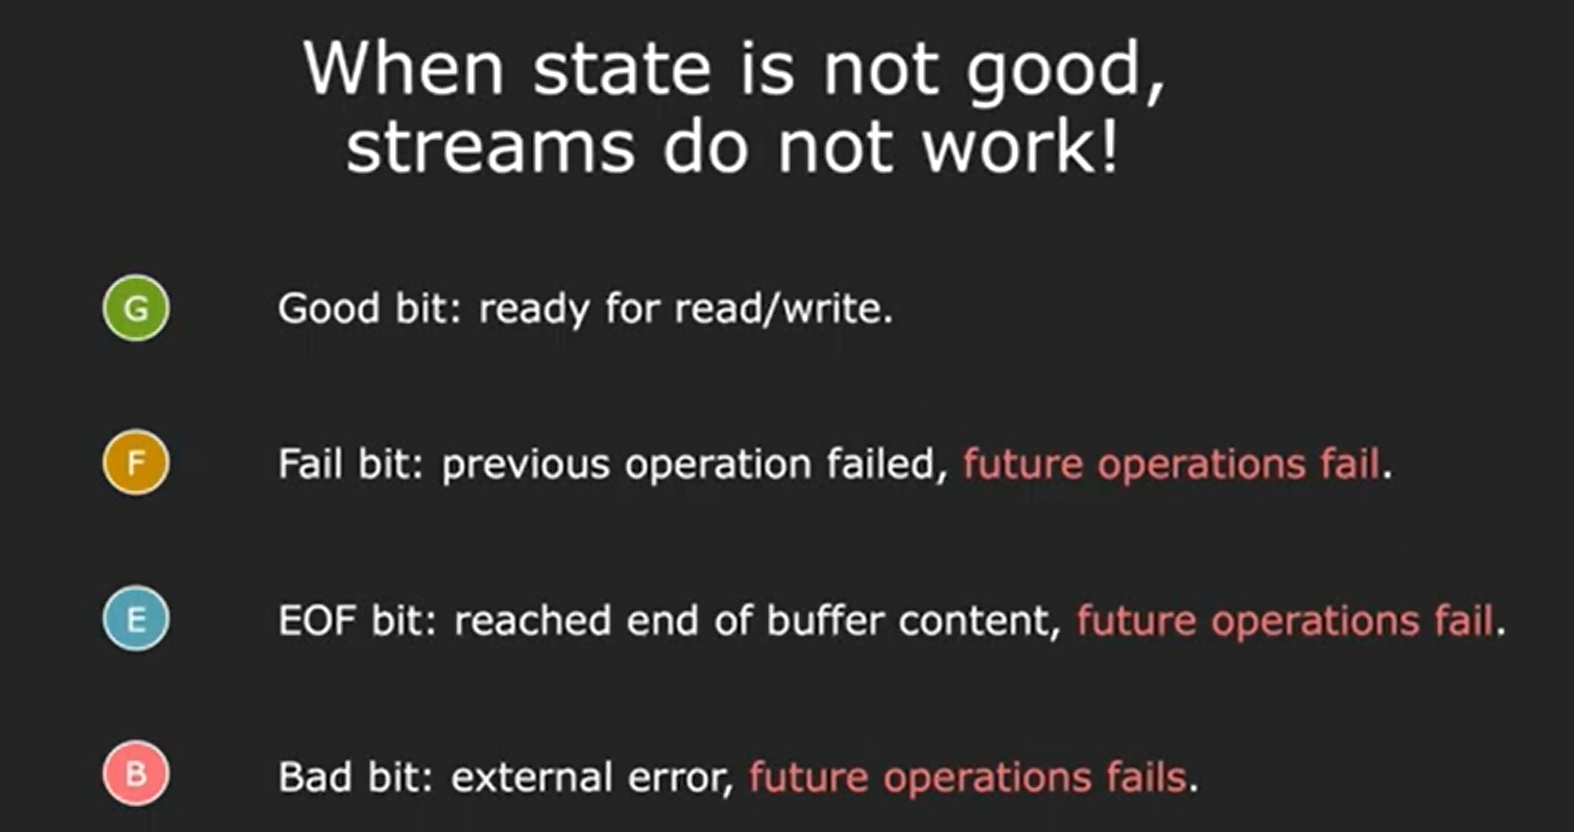 When state is not good,
streams do not work!
G Good bit: ready for read/write.
F Fail bit: previous operation failed, future operations fail.
E EOF bit: reached end of buffer content, future operations fail.
B Bad bit: external error, future operations fails.